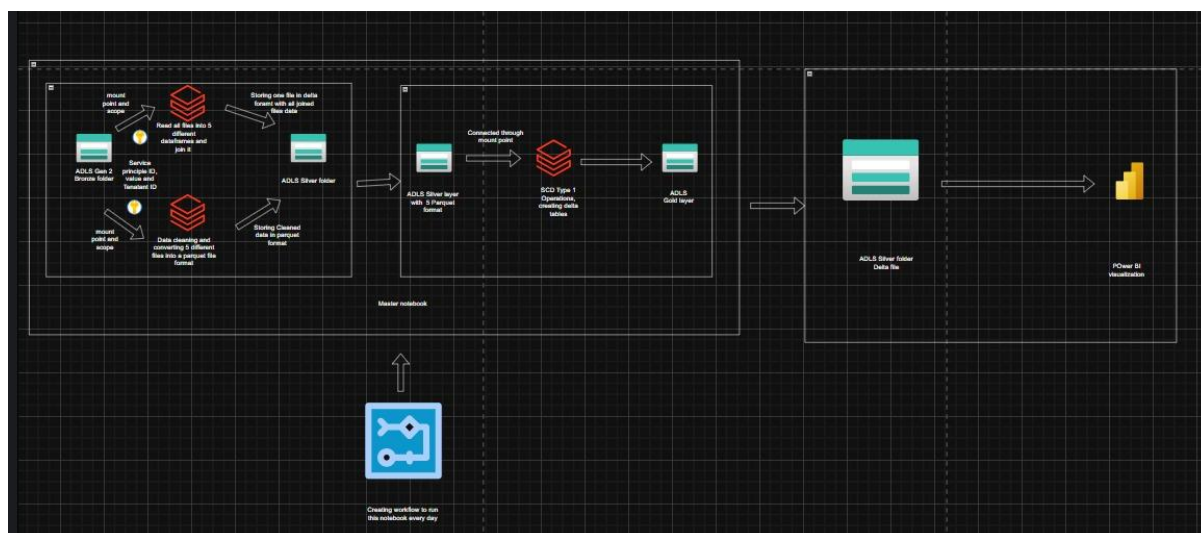 mount
point and
scope
Storing one file in delta
foramt with all joined
files data
Read all files into 5
different
dataframes and
join it
ADLS Gen 2
Bronze folder
Service
principle ID,
value and
Tenatant ID
ADLS Silver folder
mount
point and
scope
Data cleaning and
converting 5 different
files into a parquet file
format
Storing Cleaned
data in parquet
format
Connected through
mount point
ADLS Silver layer
with 5 Parquet
format
SCD Type 1
Operations,
creating delta
tables
ADLS
Gold layer
Master notebook
ADLS Silver folder
Delta file
POwer BI
visualization
Creating workflow to run
this notebook every day